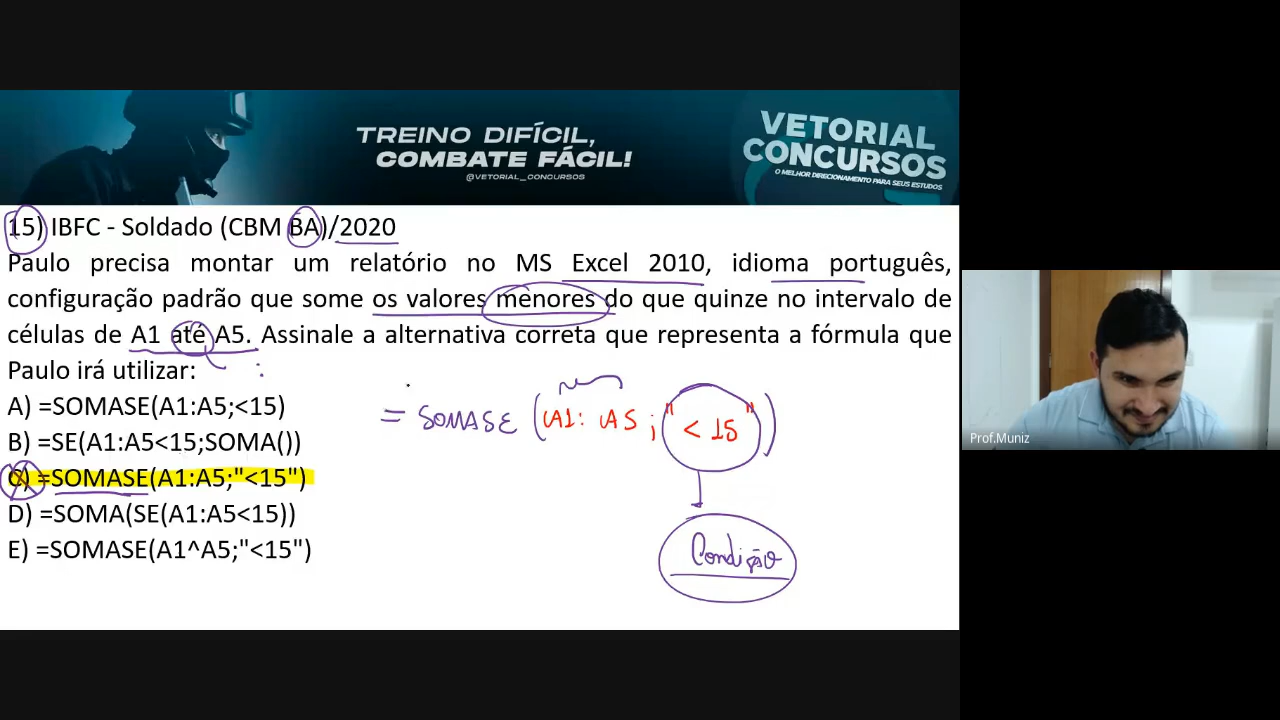 TREINO DIFÍCIL,
COMBATE FÁCIL!
@VETORIAL_CONCURSOS
VETORIAL
CONCURSOS
O MELHOR DIRECIONAMENTO PARA SEUS ESTUDOS
15) IBFC - Soldado (CBM BA)/2020
Paulo precisa montar um relatório no MS Excel 2010, idioma português,
configuração padrão que some os valores menores do que quinze no intervalo de
células de A1 até A5. Assinale a alternativa correta que representa a fórmula que
Paulo irá utilizar:
:
A) =SOMASE(A1:A5;<15)
B) =SE(A1:A5<15;SOMA())
C) =SOMASE(A1:A5;"<15")
D) =SOMA(SE(A1:A5<15))
E) =SOMASE(A1^A5;"<15")
= SOMASE (A1: A5 ; "< 15")
Condição
Prof.Muniz